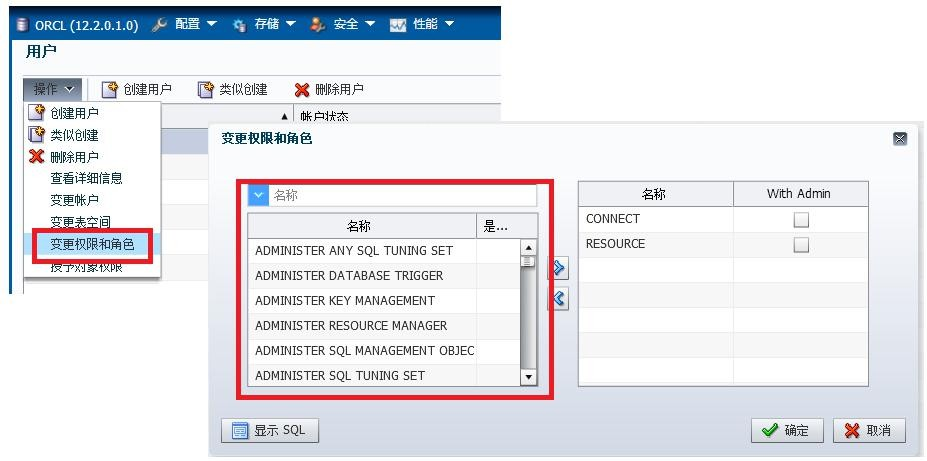 ORCL (12.2.0.1.0) 配置 存储 安全 性能
用户
操作 创建用户 类似创建 删除用户
创建用户
类似创建
删除用户
查看详细信息
变更帐户
变更表空间
变更权限和角色
授予对象权限
帐户状态
变更权限和角色
名称
名称 是...
ADMINISTER ANY SQL TUNING SET
ADMINISTER DATABASE TRIGGER
ADMINISTER KEY MANAGEMENT
ADMINISTER RESOURCE MANAGER
ADMINISTER SQL MANAGEMENT OBJEC
ADMINISTER SQL TUNING SET
名称 With Admin
CONNECT
RESOURCE
显示 SQL 确定 取消